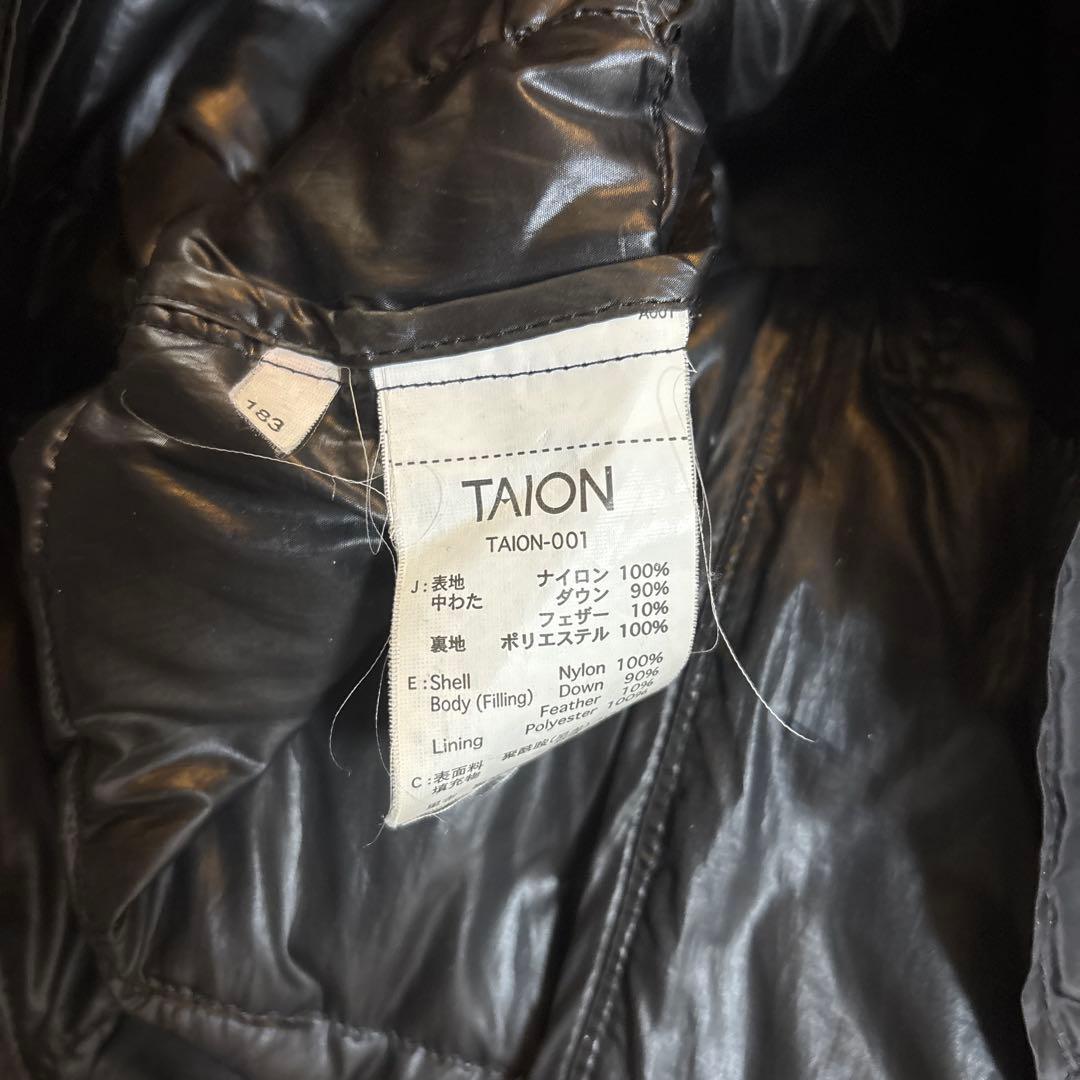 A001
183
TAION
TAION-001
J:表地 ナイロン 100%
中わた ダウン 90%
フェザー 10%
裏地 ポリエステル 100%
E:Shell Nylon 100%
Body (Filling) Down 90%
Feather 10%
Lining Polyester 100%
C:表面料
填充物